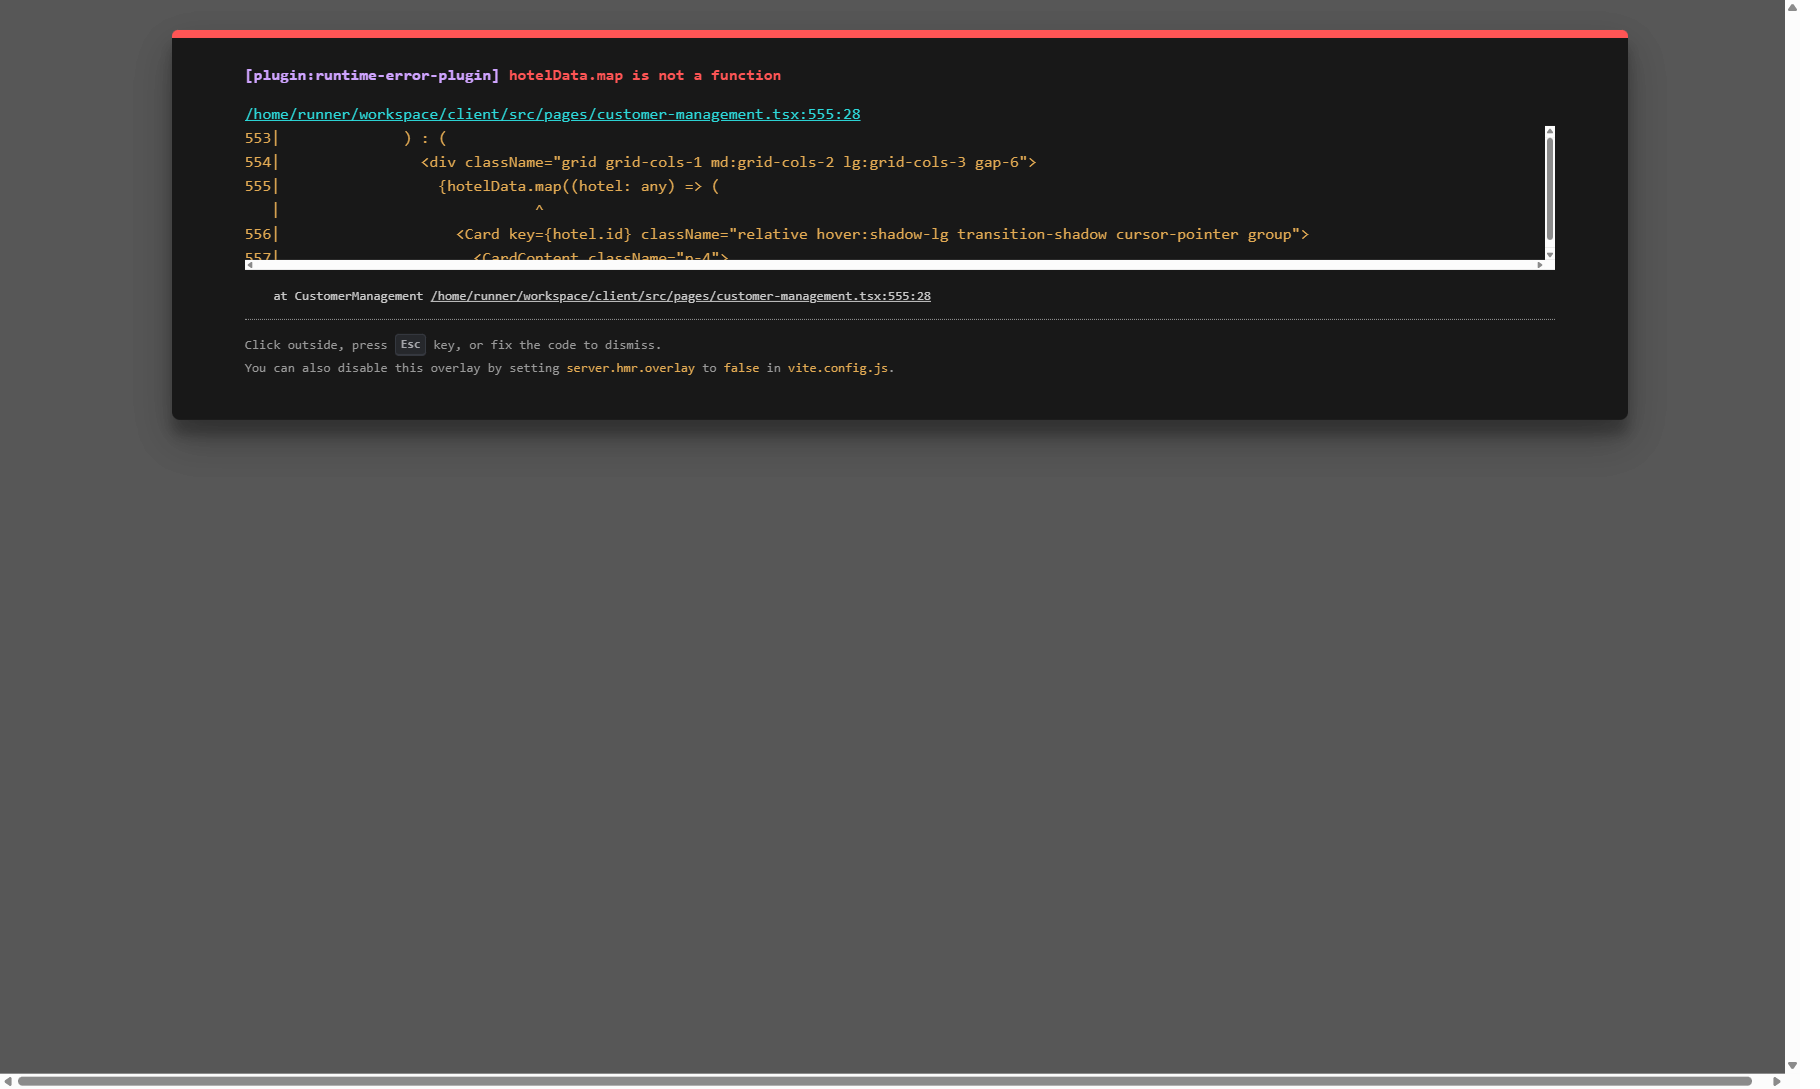 [plugin:runtime-error-plugin] hotelData.map is not a function
/home/runner/workspace/client/src/pages/customer-management.tsx:555:28
553|              ) : (
554|                <div className="grid grid-cols-1 md:grid-cols-2 lg:grid-cols-3 gap-6">
555|                  {hotelData.map((hotel: any) => (
   |                             ^
556|                    <Card key={hotel.id} className="relative hover:shadow-lg transition-shadow cursor-pointer group">
557|                      <CardContent className="p-4">
at CustomerManagement /home/runner/workspace/client/src/pages/customer-management.tsx:555:28
Click outside, press Esc key, or fix the code to dismiss.
You can also disable this overlay by setting server.hmr.overlay to false in vite.config.js.